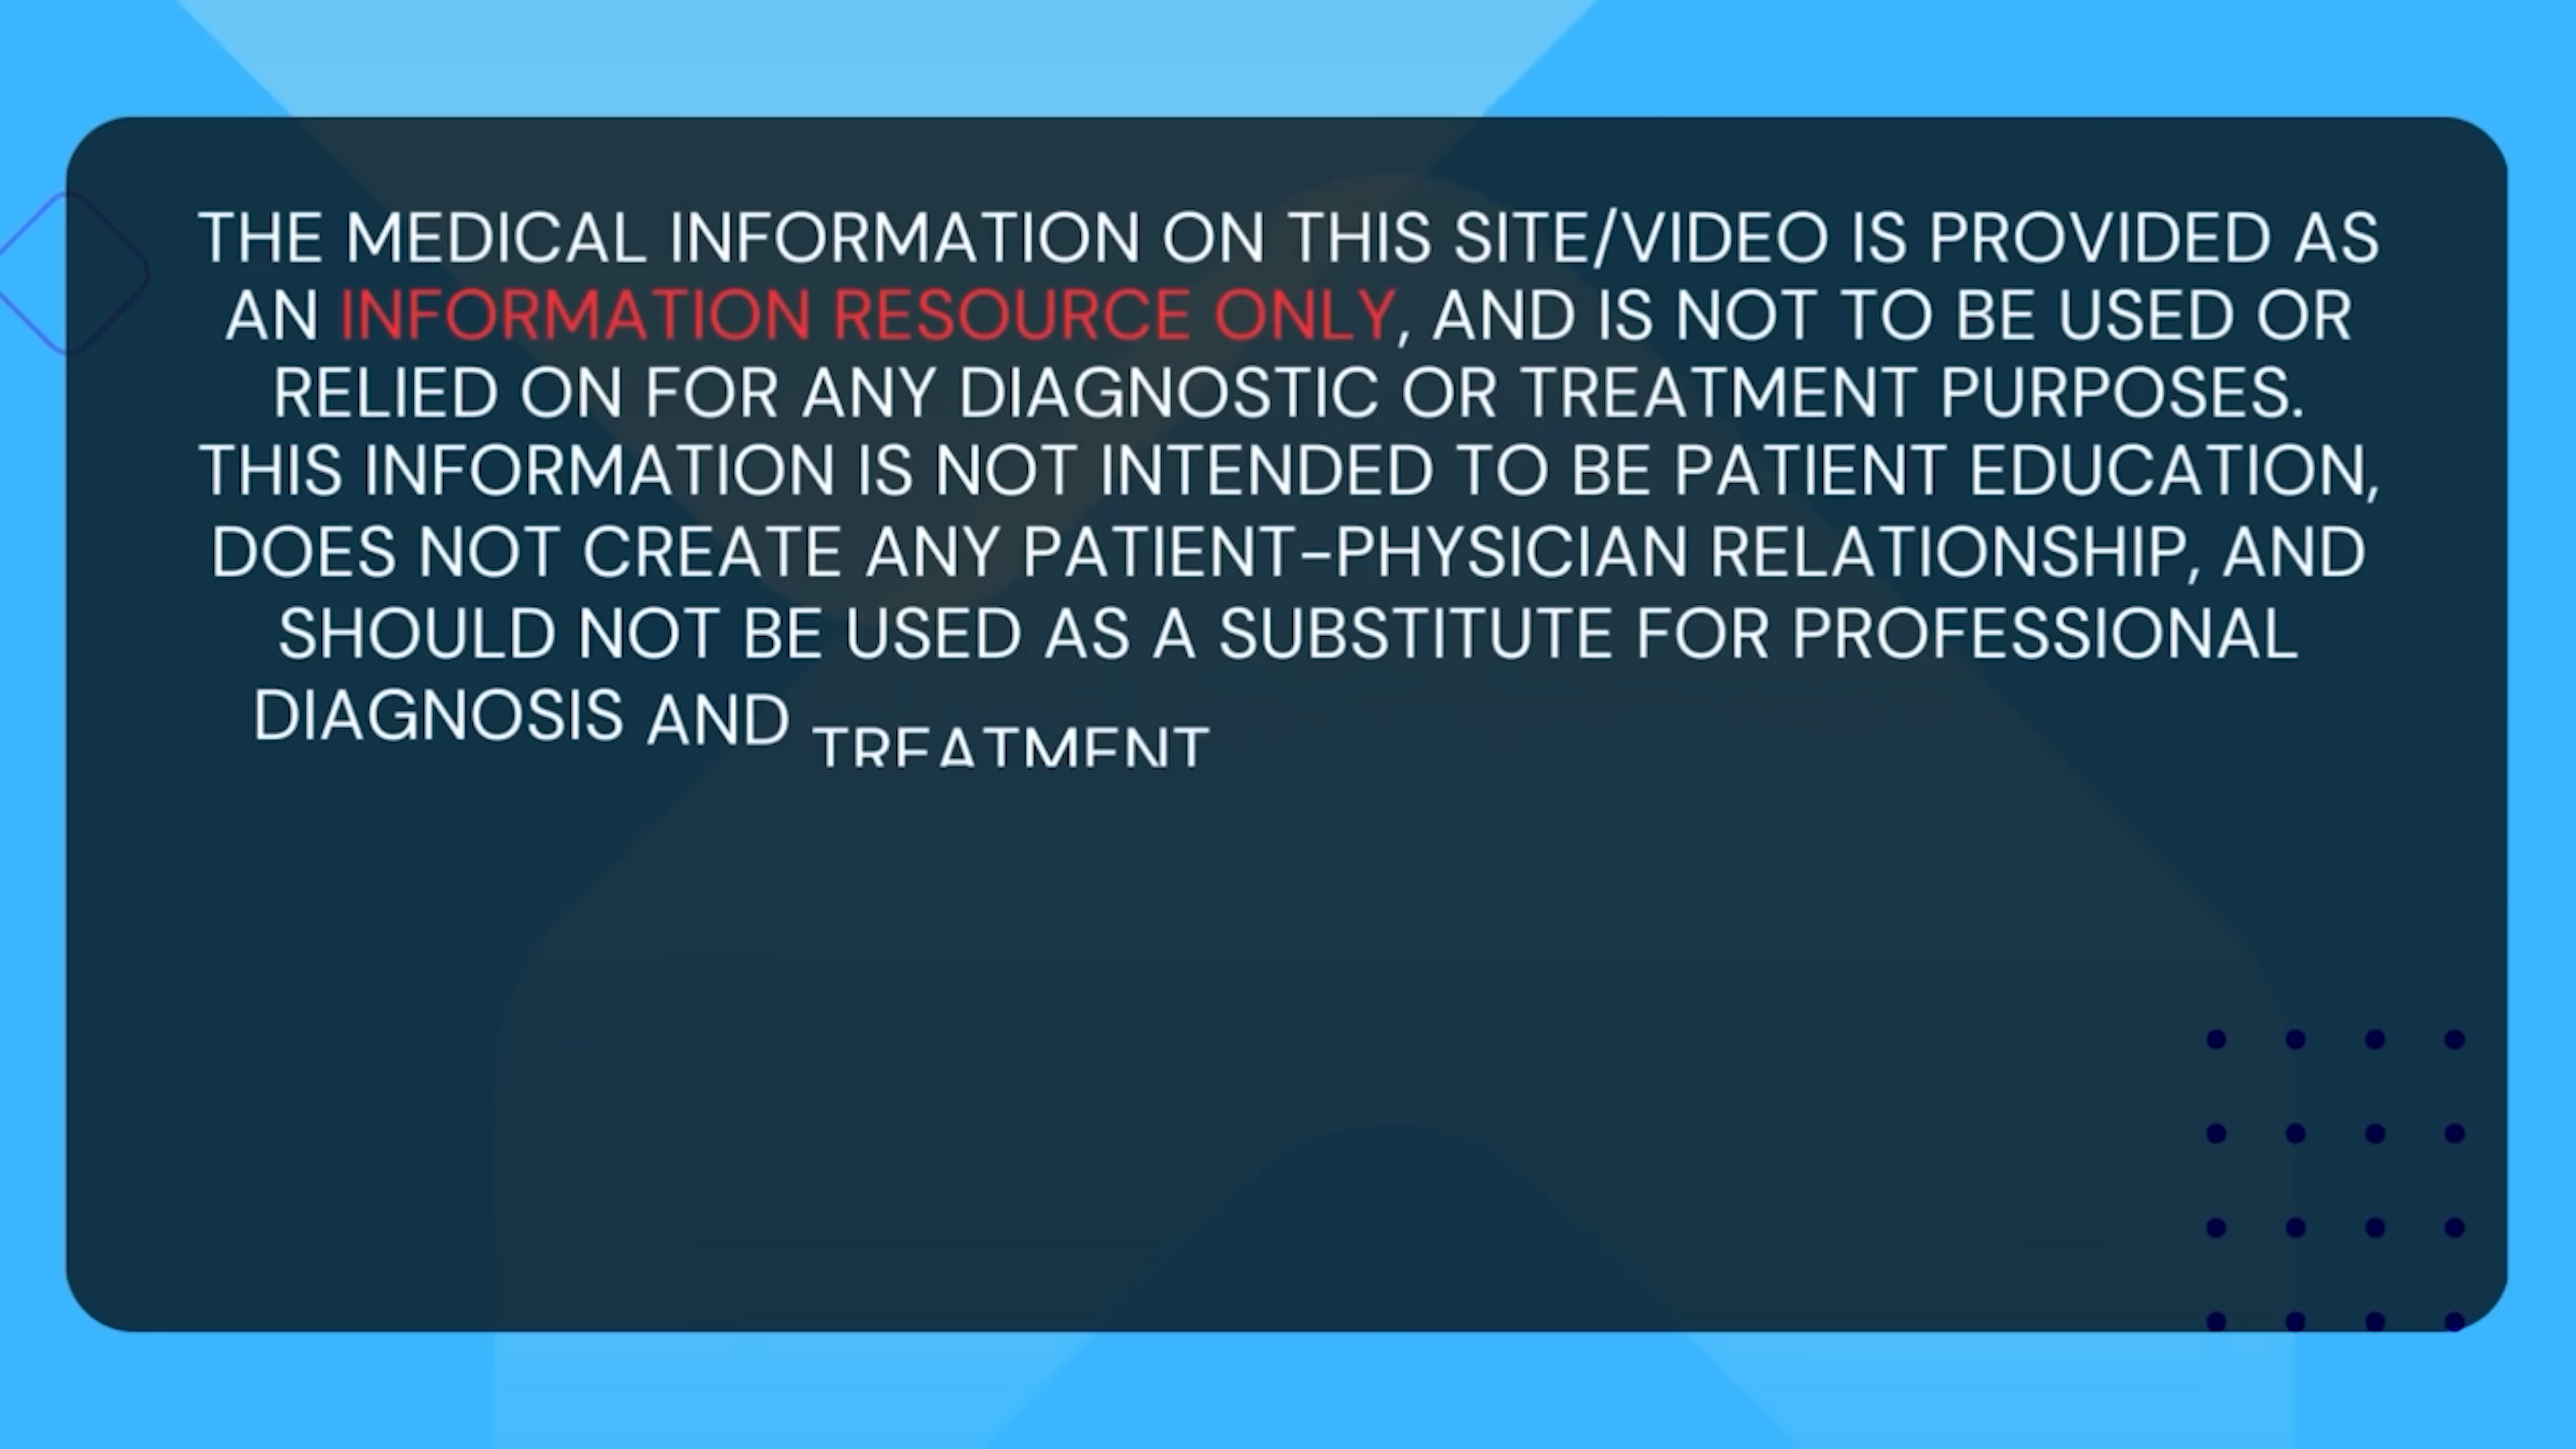 THE MEDICAL INFORMATION ON THIS SITE/VIDEO IS PROVIDED AS
AN INFORMATION RESOURCE ONLY, AND IS NOT TO BE USED OR
RELIED ON FOR ANY DIAGNOSTIC OR TREATMENT PURPOSES.
THIS INFORMATION IS NOT INTENDED TO BE PATIENT EDUCATION,
DOES NOT CREATE ANY PATIENT-PHYSICIAN RELATIONSHIP, AND
SHOULD NOT BE USED AS A SUBSTITUTE FOR PROFESSIONAL
DIAGNOSIS AND TREATMENT